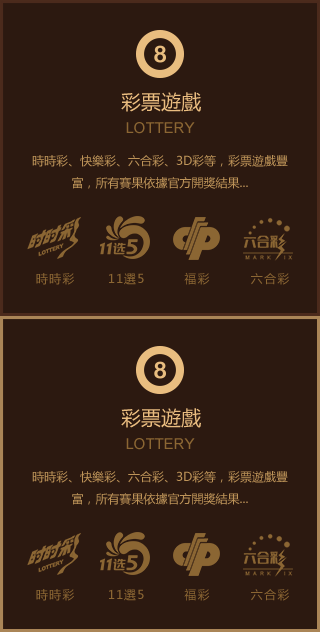 8
彩票遊戲
LOTTERY
時時彩、快樂彩、六合彩、3D彩等，彩票遊戲豐
富，所有賽果依據官方開獎結果...
时时彩 11选5 六合彩
LOTTERY MARK SIX
時時彩 11選5 福彩 六合彩
8
彩票遊戲
LOTTERY
時時彩、快樂彩、六合彩、3D彩等，彩票遊戲豐
富，所有賽果依據官方開獎結果...
时时彩 11选5 六合彩
LOTTERY MARK SIX
時時彩 11選5 福彩 六合彩